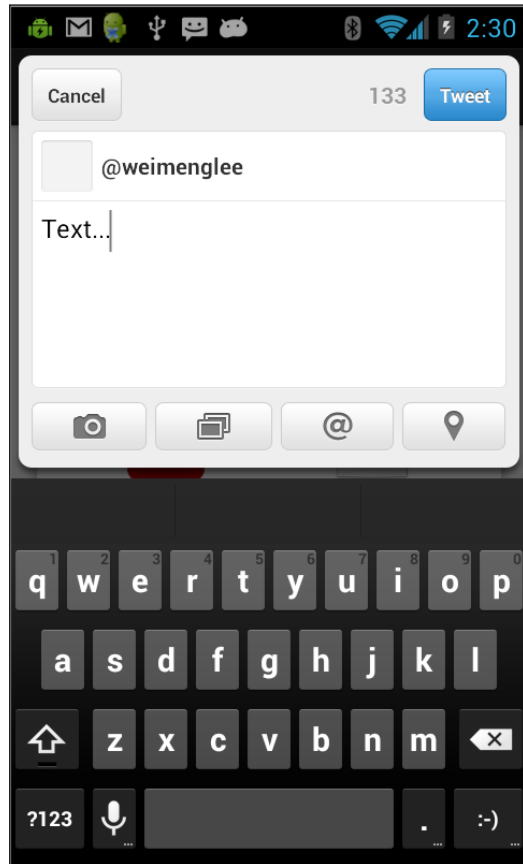 2:30
Cancel 133 Tweet
@weimenglee
Text...
@
1 2 3 4 5 6 7 8 9 0
q w e r t y u i o p
a s d f g h j k l
z x c v b n m
?123 ... . ... :-) ...